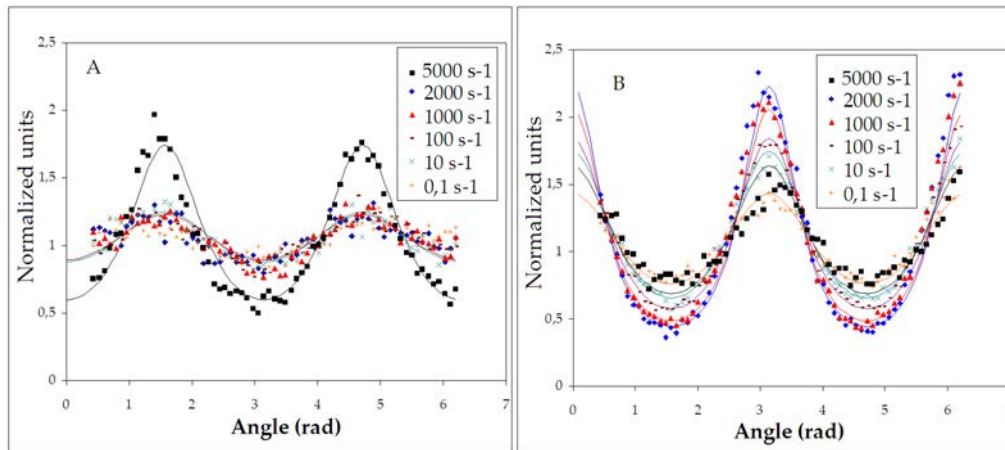 2,5
2
1,5
1
0,5
0
0 1 2 3 4 5 6 7
Normalized units
Angle (rad)
A
5000 s-1
2000 s-1
1000 s-1
100 s-1
10 s-1
0,1 s-1
2,5
2
1,5
1
0,5
0
0 1 2 3 4 5 6
Normalized units
Angle (rad)
B
5000 s-1
2000 s-1
1000 s-1
100 s-1
10 s-1
0,1 s-1